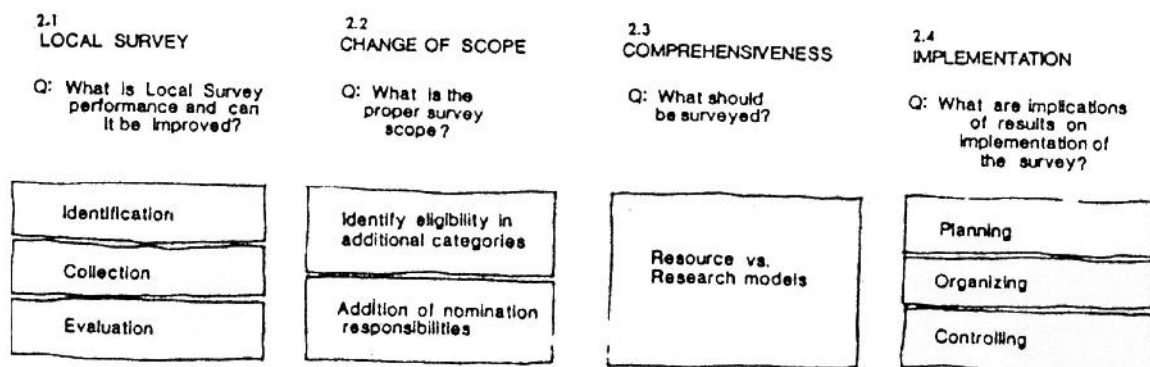 2.1
LOCAL SURVEY
Q: What is Local Survey
performance and can
it be improved?
Identification
Collection
Evaluation
2.2
CHANGE OF SCOPE
Q: What is the
proper survey
scope?
Identify eligibility in
additional categories
Addition of nomination
responsibilities
2.3
COMPREHENSIVENESS
Q: What should
be surveyed?
Resource vs.
Research models
2.4
IMPLEMENTATION
Q: What are implications
of results on
implementation of
the survey?
Planning
Organizing
Controlling